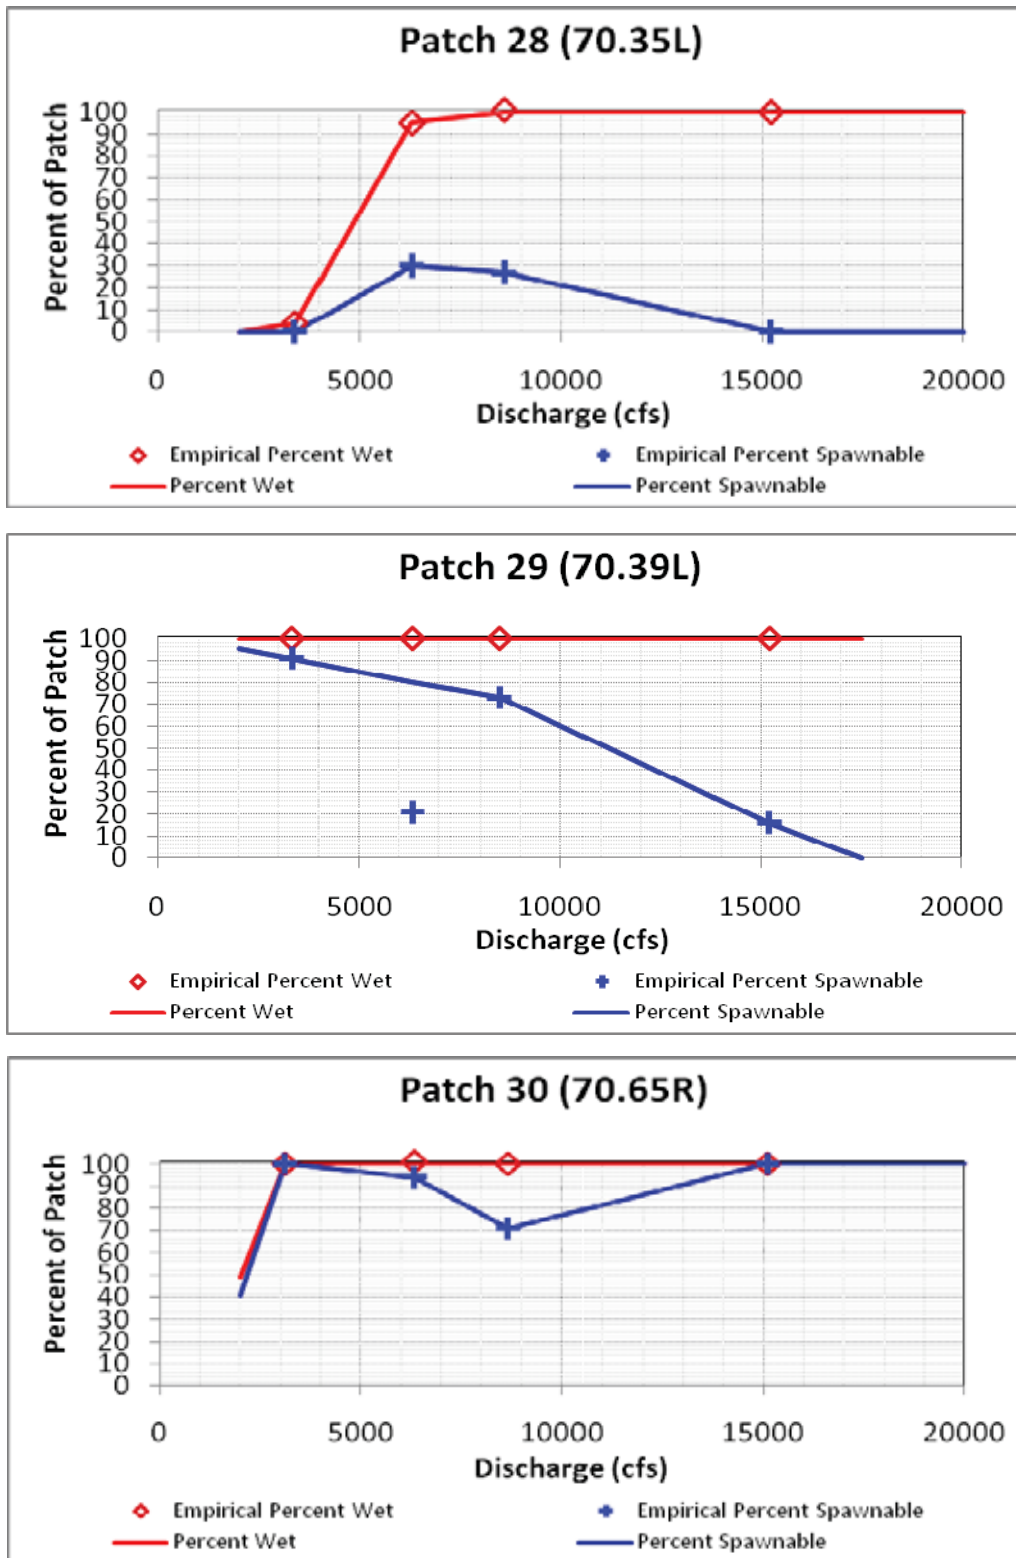 Patch 28 (70.35L)
Percent of Patch
100
90
80
70
60
50
40
30
20
10
0
0 5000 10000 15000 20000
Discharge (cfs)
Empirical Percent Wet Empirical Percent Spawnable
Percent Wet Percent Spawnable
Patch 29 (70.39L)
Percent of Patch
100
90
80
70
60
50
40
30
20
10
0
0 5000 10000 15000 20000
Discharge (cfs)
Empirical Percent Wet Empirical Percent Spawnable
Percent Wet Percent Spawnable
Patch 30 (70.65R)
Percent of Patch
100
90
80
70
60
50
40
30
20
10
0
0 5000 10000 15000 20000
Discharge (cfs)
Empirical Percent Wet Empirical Percent Spawnable
Percent Wet Percent Spawnable